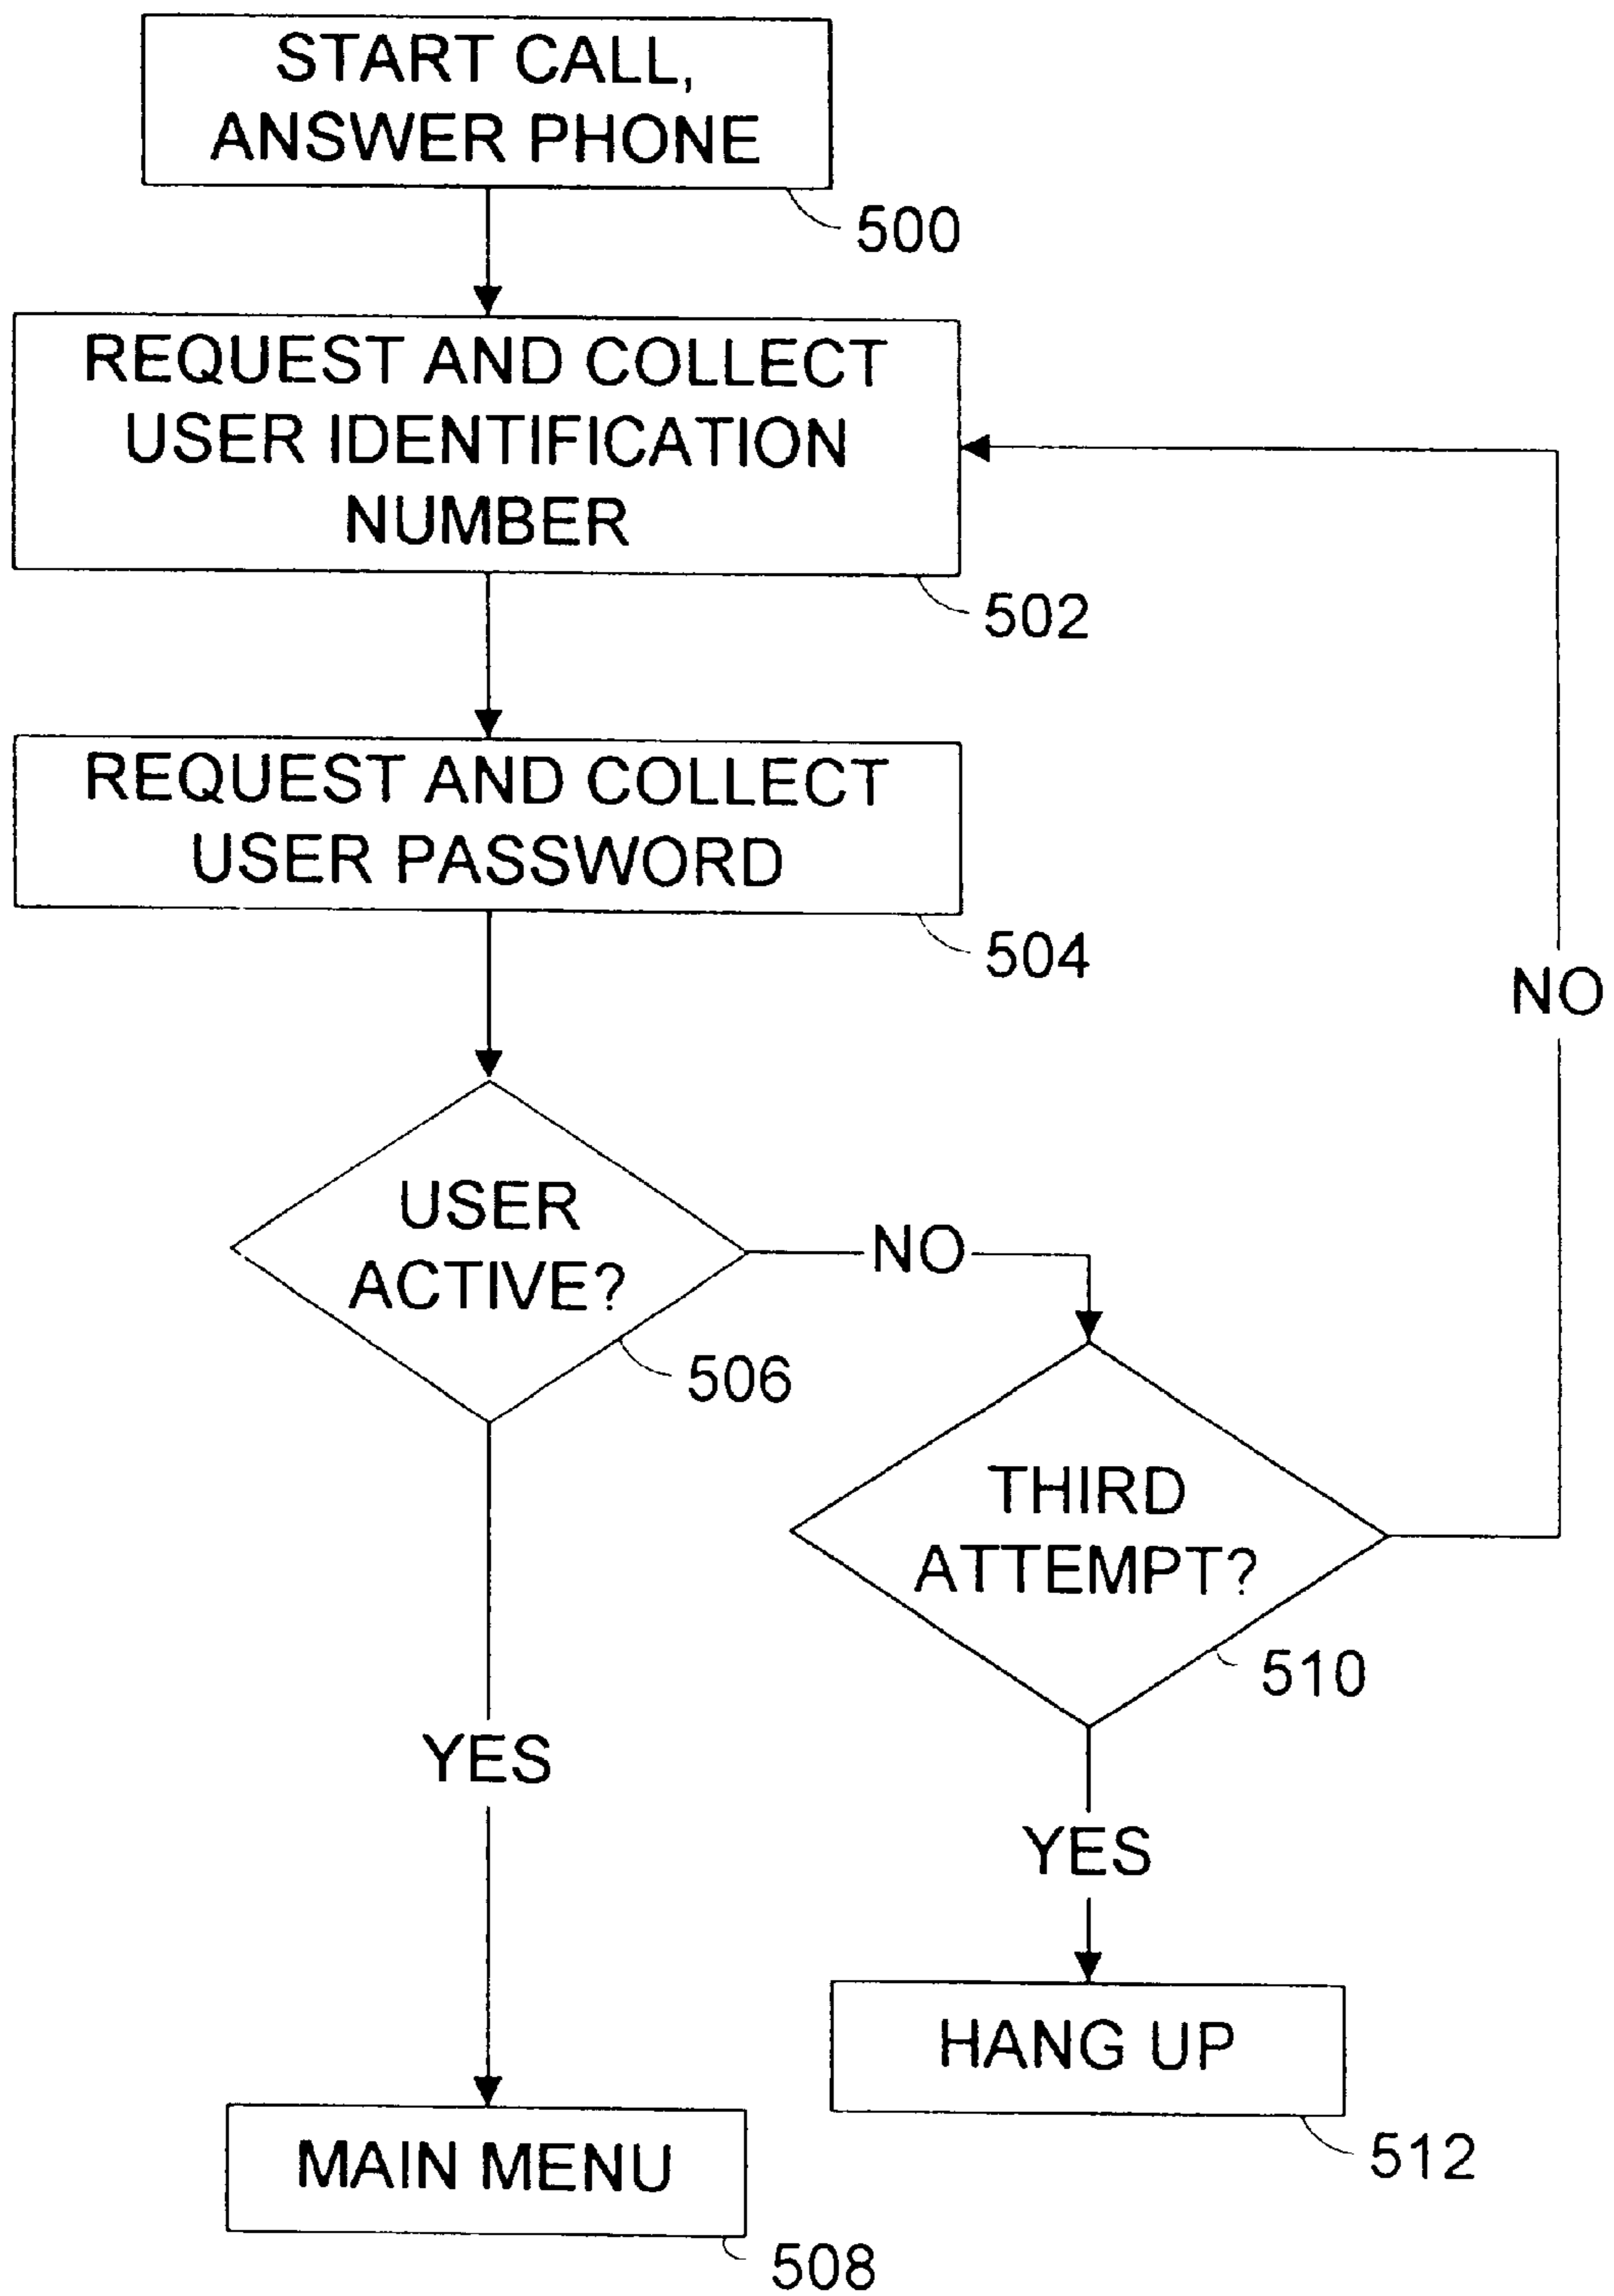 START CALL,
ANSWER PHONE
500
REQUEST AND COLLECT
USER IDENTIFICATION
NUMBER
502
REQUEST AND COLLECT
USER PASSWORD
504
NO
USER
ACTIVE?
NO
506
THIRD
ATTEMPT?
510
YES
YES
HANG UP
512
MAIN MENU
508